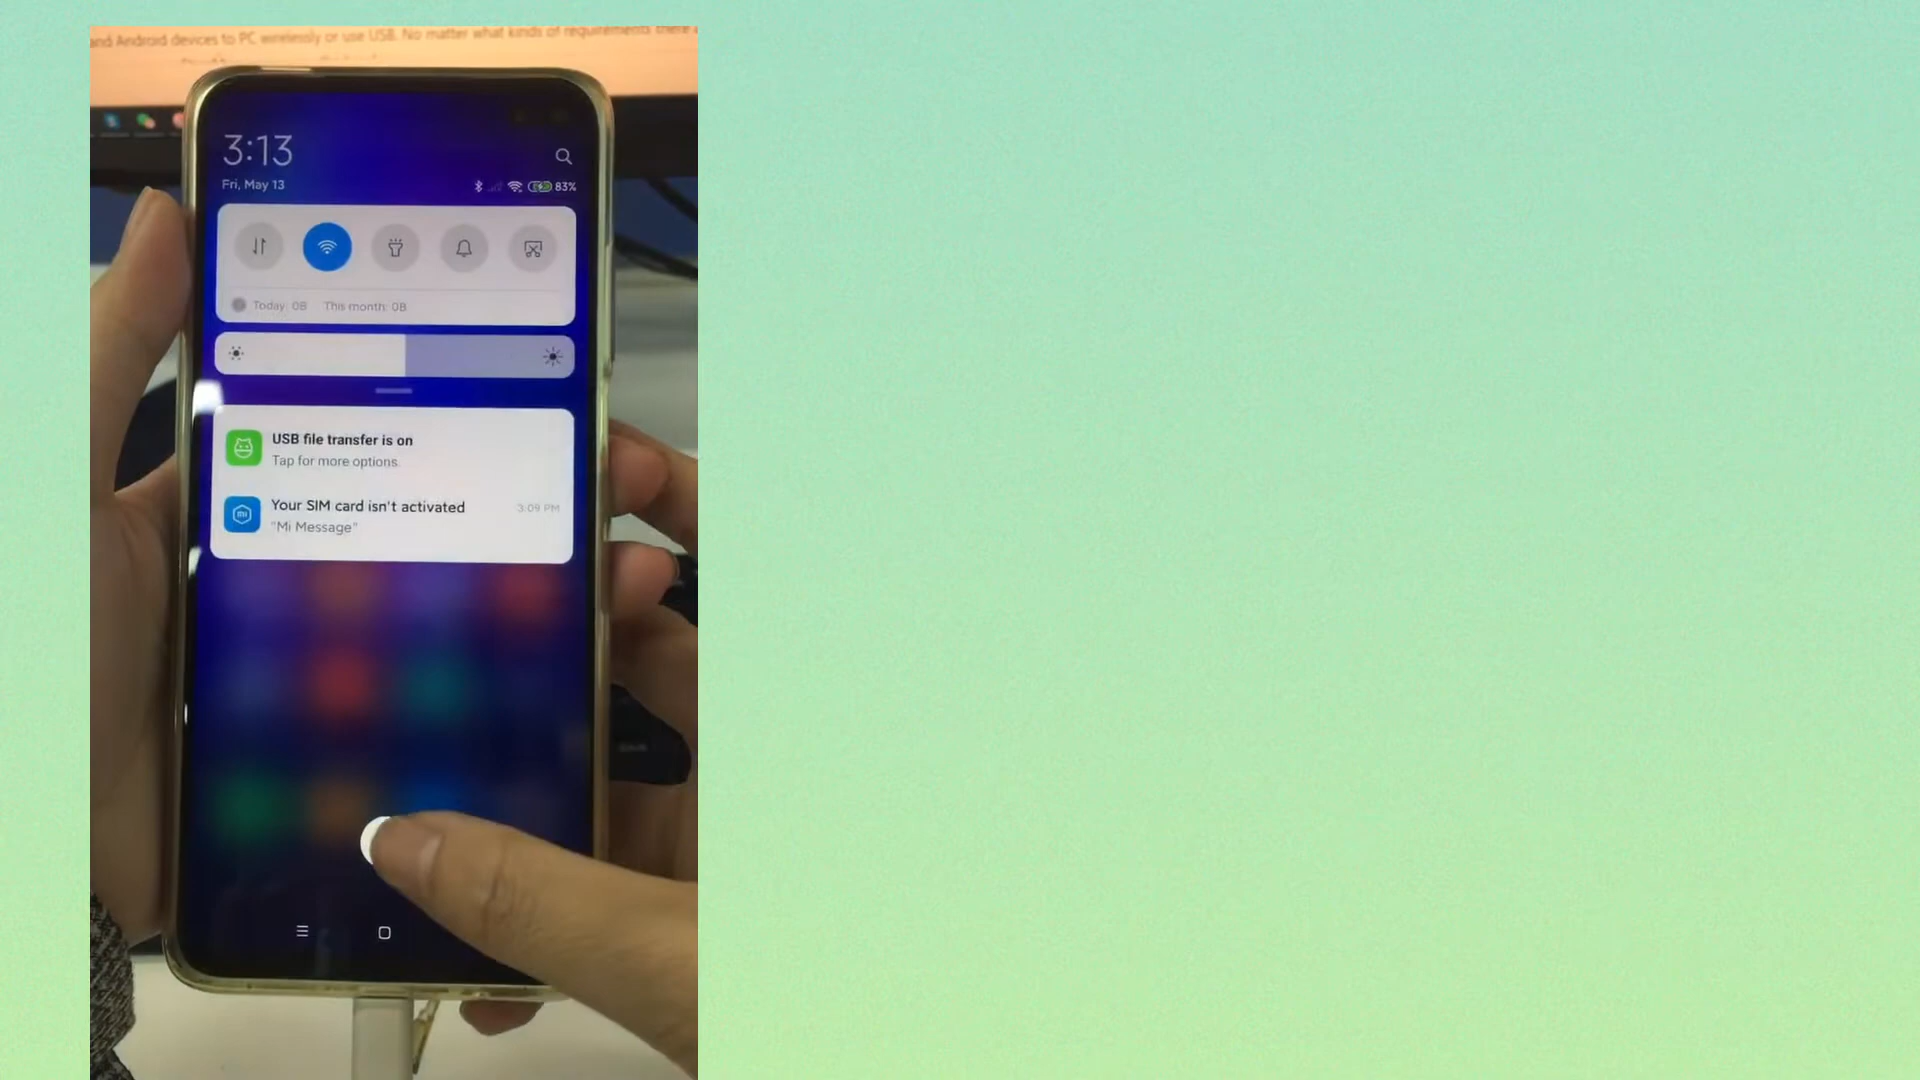 and Android devices to PC wirelessly or use USB. No matter what kinds of requirements there
3:13
Fri, May 13
83%
Today: 0B This month: 0B
USB file transfer is on
Tap for more options.
Your SIM card isn't activated
3:09 PM
mi
"Mi Message"